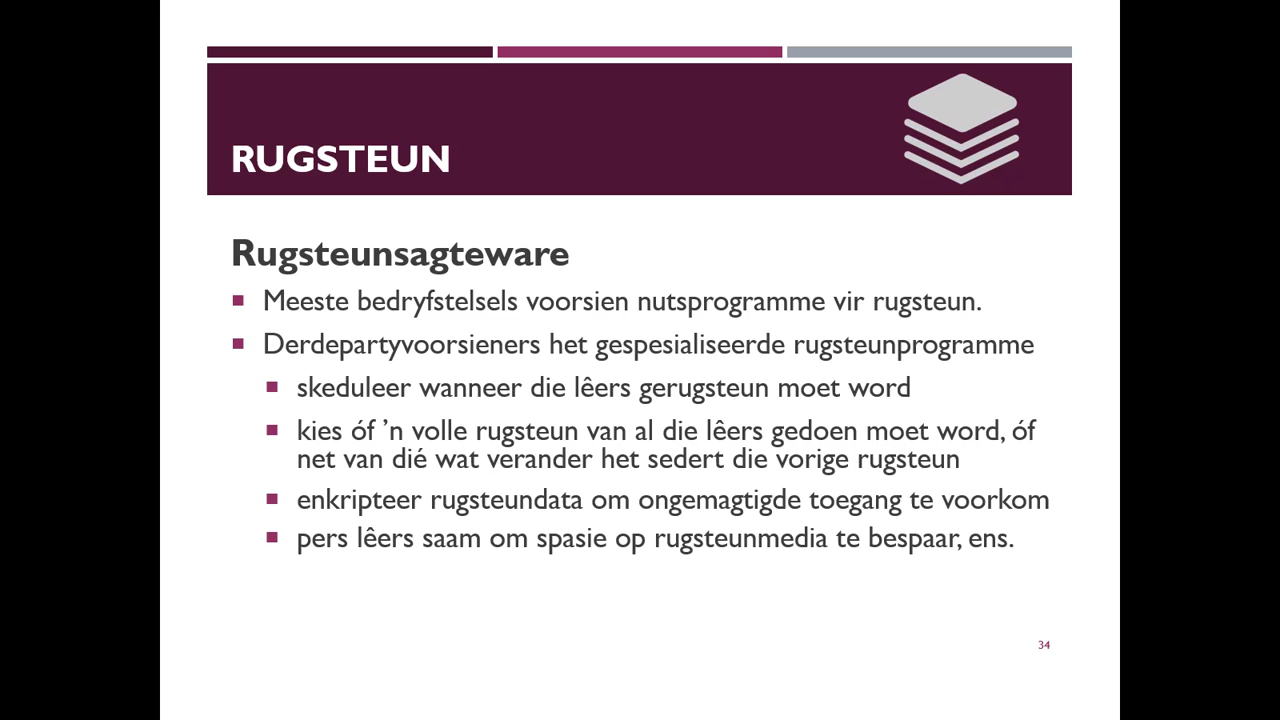 RUGSTEUN
Rugsteunsagteware
Meeste bedryfstelsels voorsien nutsprogramme vir rugsteun.
Derdepartyvoorsieners het gespesialiseerde rugsteunprogramme
skeduleer wanneer die lêers gerugsteun moet word
kies óf ’n volle rugsteun van al die lêers gedoen moet word, óf
net van dié wat verander het sedert die vorige rugsteun
enkripteer rugsteundata om ongemagtigde toegang te voorkom
pers lêers saam om spasie op rugsteunmedia te bespaar, ens.
34